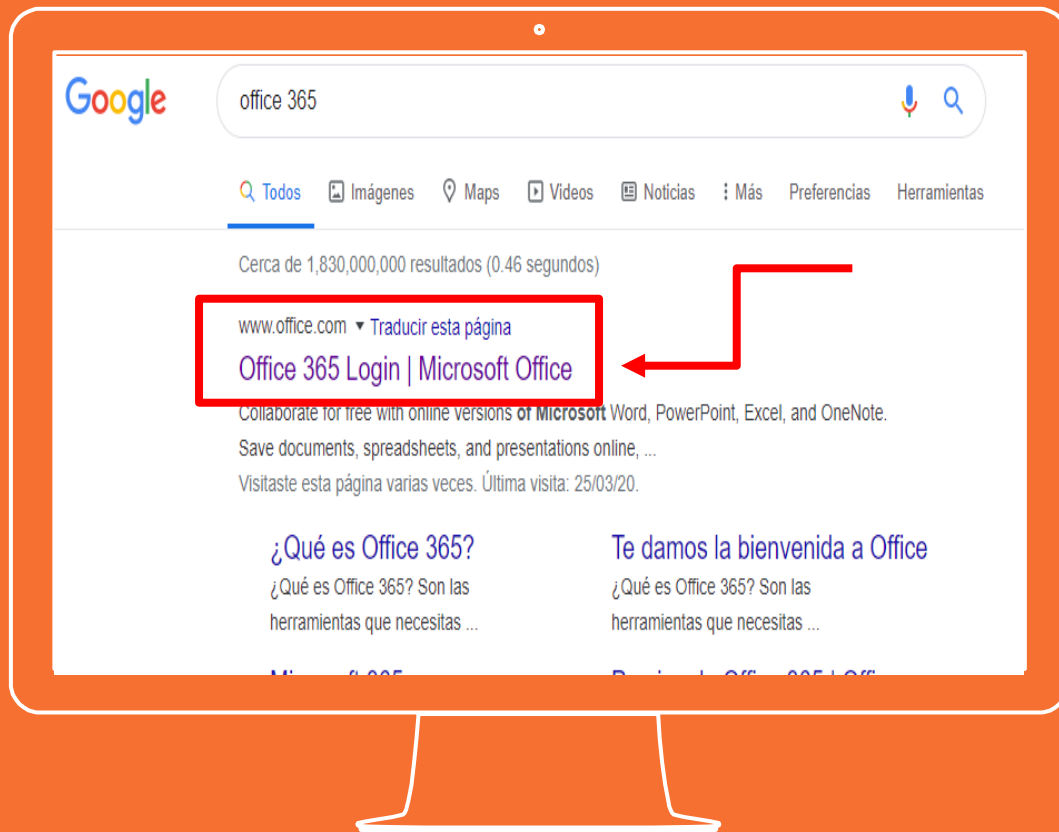 Google
office 365
Todos Imágenes Maps Videos Noticias Más Preferencias Herramientas
Cerca de 1,830,000,000 resultados (0.46 segundos)
www.office.com Traducir esta página
Office 365 Login | Microsoft Office
Collaborate for free with online versions of Microsoft Word, PowerPoint, Excel, and OneNote.
Save documents, spreadsheets, and presentations online, ...
Visitaste esta página varias veces. Última visita: 25/03/20.
¿Qué es Office 365?
¿Qué es Office 365? Son las
herramientas que necesitas ...
Te damos la bienvenida a Office
¿Qué es Office 365? Son las
herramientas que necesitas ...